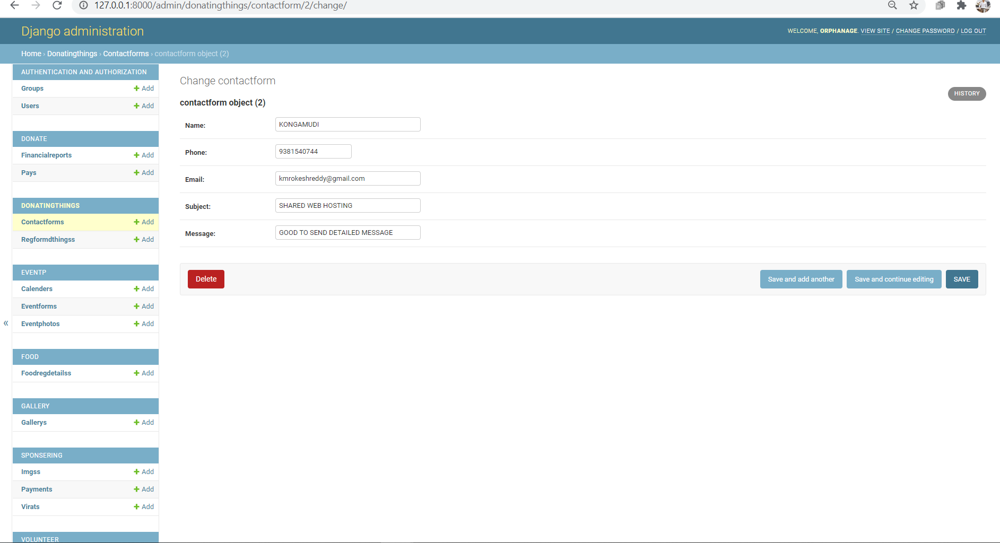 127.0.0.1:8000/admin/donatingthings/contactform/2/change/
Django administration
WELCOME, ORPHANAGE. VIEW SITE / CHANGE PASSWORD / LOG OUT
Home › Donatingthings › Contactforms › contactform object (2)
AUTHENTICATION AND AUTHORIZATION
Groups + Add
Users + Add
DONATE
Financialreports + Add
Pays + Add
DONATINGTHINGS
Contactforms + Add
Regformdthingss + Add
EVENTP
Calenders + Add
Eventforms + Add
Eventphotos + Add
«
FOOD
Foodregdetailss + Add
GALLERY
Gallerys + Add
SPONSERING
Imgss + Add
Payments + Add
Virats + Add
VOLUNTEER
Change contactform
HISTORY
contactform object (2)
Name: KONGAMUDI
Phone: 9381540744
Email: kmrokeshreddy@gmail.com
Subject: SHARED WEB HOSTING
Message: GOOD TO SEND DETAILED MESSAGE
Delete
Save and add another
Save and continue editing
SAVE